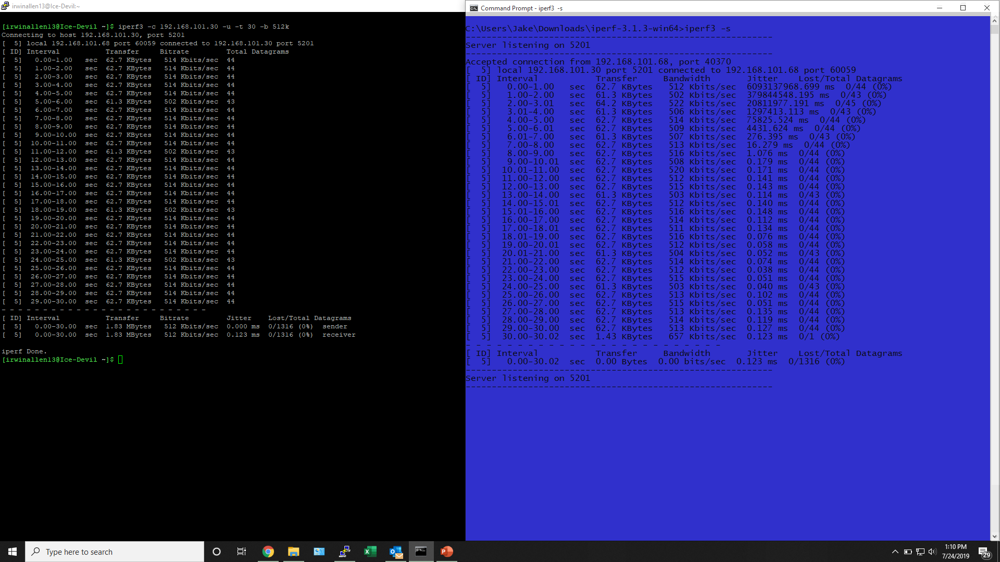 irwinallen13@Ice-Devil:~
[irwinallen13@Ice-Devil ~]$ iperf3 -c 192.168.101.30 -u -t 30 -b 512k
Connecting to host 192.168.101.30, port 5201
[  5] local 192.168.101.68 port 60059 connected to 192.168.101.30 port 5201
[ ID] Interval           Transfer     Bitrate         Total Datagrams
[  5]   0.00-1.00   sec  62.7 KBytes   514 Kbits/sec  44
[  5]   1.00-2.00   sec  62.7 KBytes   514 Kbits/sec  44
[  5]   2.00-3.00   sec  62.7 KBytes   514 Kbits/sec  44
[  5]   3.00-4.00   sec  62.7 KBytes   514 Kbits/sec  44
[  5]   4.00-5.00   sec  62.7 KBytes   514 Kbits/sec  44
[  5]   5.00-6.00   sec  61.3 KBytes   502 Kbits/sec  43
[  5]   6.00-7.00   sec  62.7 KBytes   514 Kbits/sec  44
[  5]   7.00-8.00   sec  62.7 KBytes   514 Kbits/sec  44
[  5]   8.00-9.00   sec  62.7 KBytes   514 Kbits/sec  44
[  5]   9.00-10.00  sec  62.7 KBytes   514 Kbits/sec  44
[  5]  10.00-11.00  sec  62.7 KBytes   514 Kbits/sec  44
[  5]  11.00-12.00  sec  61.3 KBytes   502 Kbits/sec  43
[  5]  12.00-13.00  sec  62.7 KBytes   514 Kbits/sec  44
[  5]  13.00-14.00  sec  62.7 KBytes   514 Kbits/sec  44
[  5]  14.00-15.00  sec  62.7 KBytes   514 Kbits/sec  44
[  5]  15.00-16.00  sec  62.7 KBytes   514 Kbits/sec  44
[  5]  16.00-17.00  sec  62.7 KBytes   514 Kbits/sec  44
[  5]  17.00-18.00  sec  62.7 KBytes   514 Kbits/sec  44
[  5]  18.00-19.00  sec  61.3 KBytes   502 Kbits/sec  43
[  5]  19.00-20.00  sec  62.7 KBytes   514 Kbits/sec  44
[  5]  20.00-21.00  sec  62.7 KBytes   514 Kbits/sec  44
[  5]  21.00-22.00  sec  62.7 KBytes   514 Kbits/sec  44
[  5]  22.00-23.00  sec  62.7 KBytes   514 Kbits/sec  44
[  5]  23.00-24.00  sec  62.7 KBytes   514 Kbits/sec  44
[  5]  24.00-25.00  sec  61.3 KBytes   502 Kbits/sec  43
[  5]  25.00-26.00  sec  62.7 KBytes   514 Kbits/sec  44
[  5]  26.00-27.00  sec  62.7 KBytes   514 Kbits/sec  44
[  5]  27.00-28.00  sec  62.7 KBytes   514 Kbits/sec  44
[  5]  28.00-29.00  sec  62.7 KBytes   514 Kbits/sec  44
[  5]  29.00-30.00  sec  62.7 KBytes   514 Kbits/sec  44
- - - - - - - - - - - - - - - - - - - - - - - - -
[ ID] Interval           Transfer     Bitrate         Jitter    Lost/Total Datagrams
[  5]   0.00-30.00  sec  1.83 MBytes   512 Kbits/sec  0.000 ms  0/1316 (0%)  sender
[  5]   0.00-30.00  sec  1.83 MBytes   512 Kbits/sec  0.123 ms  0/1316 (0%)  receiver
iperf Done.
[irwinallen13@Ice-Devil ~]$
Command Prompt - iperf3 -s
C:\Users\Jake\Downloads\iperf-3.1.3-win64>iperf3 -s
-----------------------------------------------------------
Server listening on 5201
-----------------------------------------------------------
Accepted connection from 192.168.101.68, port 40370
[  5] local 192.168.101.30 port 5201 connected to 192.168.101.68 port 60059
[ ID] Interval           Transfer     Bandwidth       Jitter    Lost/Total Datagrams
[  5]   0.00-1.00   sec  62.7 KBytes   512 Kbits/sec  6093137968.699 ms  0/44 (0%)
[  5]   1.00-2.00   sec  61.3 KBytes   502 Kbits/sec  379844548.195 ms  0/43 (0%)
[  5]   2.00-3.01   sec  64.2 KBytes   522 Kbits/sec  20811977.191 ms  0/45 (0%)
[  5]   3.01-4.00   sec  61.3 KBytes   506 Kbits/sec  1297413.113 ms  0/43 (0%)
[  5]   4.00-5.00   sec  62.7 KBytes   514 Kbits/sec  75825.524 ms  0/44 (0%)
[  5]   5.00-6.01   sec  62.7 KBytes   509 Kbits/sec  4431.624 ms  0/44 (0%)
[  5]   6.01-7.00   sec  61.3 KBytes   507 Kbits/sec  276.395 ms  0/43 (0%)
[  5]   7.00-8.00   sec  62.7 KBytes   513 Kbits/sec  16.279 ms  0/44 (0%)
[  5]   8.00-9.00   sec  62.7 KBytes   516 Kbits/sec  1.076 ms  0/44 (0%)
[  5]   9.00-10.01  sec  62.7 KBytes   508 Kbits/sec  0.179 ms  0/44 (0%)
[  5]  10.01-11.00  sec  62.7 KBytes   520 Kbits/sec  0.171 ms  0/44 (0%)
[  5]  11.00-12.00  sec  62.7 KBytes   512 Kbits/sec  0.141 ms  0/44 (0%)
[  5]  12.00-13.00  sec  62.7 KBytes   515 Kbits/sec  0.143 ms  0/44 (0%)
[  5]  13.00-14.00  sec  61.3 KBytes   503 Kbits/sec  0.114 ms  0/43 (0%)
[  5]  14.00-15.01  sec  62.7 KBytes   512 Kbits/sec  0.140 ms  0/44 (0%)
[  5]  15.01-16.00  sec  62.7 KBytes   516 Kbits/sec  0.148 ms  0/44 (0%)
[  5]  16.00-17.00  sec  62.7 KBytes   514 Kbits/sec  0.112 ms  0/44 (0%)
[  5]  17.00-18.01  sec  62.7 KBytes   511 Kbits/sec  0.134 ms  0/44 (0%)
[  5]  18.01-19.00  sec  62.7 KBytes   516 Kbits/sec  0.076 ms  0/44 (0%)
[  5]  19.00-20.01  sec  62.7 KBytes   512 Kbits/sec  0.058 ms  0/44 (0%)
[  5]  20.01-21.00  sec  61.3 KBytes   504 Kbits/sec  0.052 ms  0/43 (0%)
[  5]  21.00-22.00  sec  62.7 KBytes   514 Kbits/sec  0.074 ms  0/44 (0%)
[  5]  22.00-23.00  sec  62.7 KBytes   512 Kbits/sec  0.038 ms  0/44 (0%)
[  5]  23.00-24.00  sec  62.7 KBytes   515 Kbits/sec  0.051 ms  0/44 (0%)
[  5]  24.00-25.00  sec  61.3 KBytes   503 Kbits/sec  0.040 ms  0/43 (0%)
[  5]  25.00-26.00  sec  62.7 KBytes   513 Kbits/sec  0.102 ms  0/44 (0%)
[  5]  26.00-27.00  sec  62.7 KBytes   515 Kbits/sec  0.051 ms  0/44 (0%)
[  5]  27.00-28.00  sec  62.7 KBytes   513 Kbits/sec  0.135 ms  0/44 (0%)
[  5]  28.00-29.00  sec  62.7 KBytes   514 Kbits/sec  0.119 ms  0/44 (0%)
[  5]  29.00-30.00  sec  62.7 KBytes   513 Kbits/sec  0.127 ms  0/44 (0%)
[  5]  30.00-30.02  sec  1.43 KBytes   657 Kbits/sec  0.123 ms  0/1 (0%)
- - - - - - - - - - - - - - - - - - - - - - - - -
[ ID] Interval           Transfer     Bandwidth       Jitter    Lost/Total Datagrams
[  5]   0.00-30.02  sec  0.00 Bytes  0.00 bits/sec  0.123 ms  0/1316 (0%)
-----------------------------------------------------------
Server listening on 5201
-----------------------------------------------------------
Type here to search
1:10 PM
7/24/2019
29